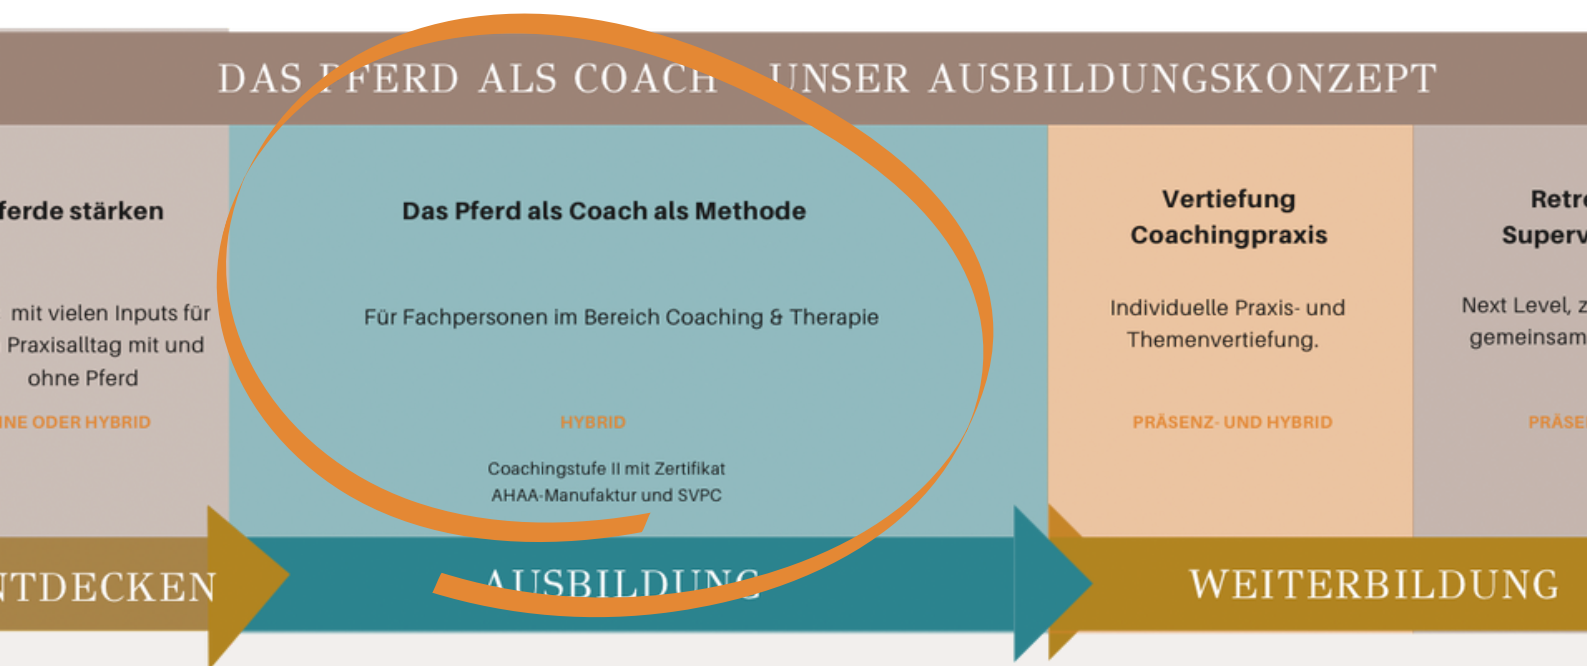 DAS PFERD ALS COACH UNSER AUSBILDUNGSKONZEPT
ferde stärken
mit vielen Inputs für
Praxisalltag mit und
ohne Pferd
INE ODER HYBRID
NTDECKEN
Das Pferd als Coach als Methode
Für Fachpersonen im Bereich Coaching & Therapie
HYBRID
Coachingstufe II mit Zertifikat
AHAA-Manufaktur und SVPC
AUSBILDUNG
Vertiefung
Coachingpraxis
Individuelle Praxis- und
Themenvertiefung.
PRÄSENZ- UND HYBRID
Retre
Superv
Next Level, z
gemeinsam
PRÄSE
WEITERBILDUNG